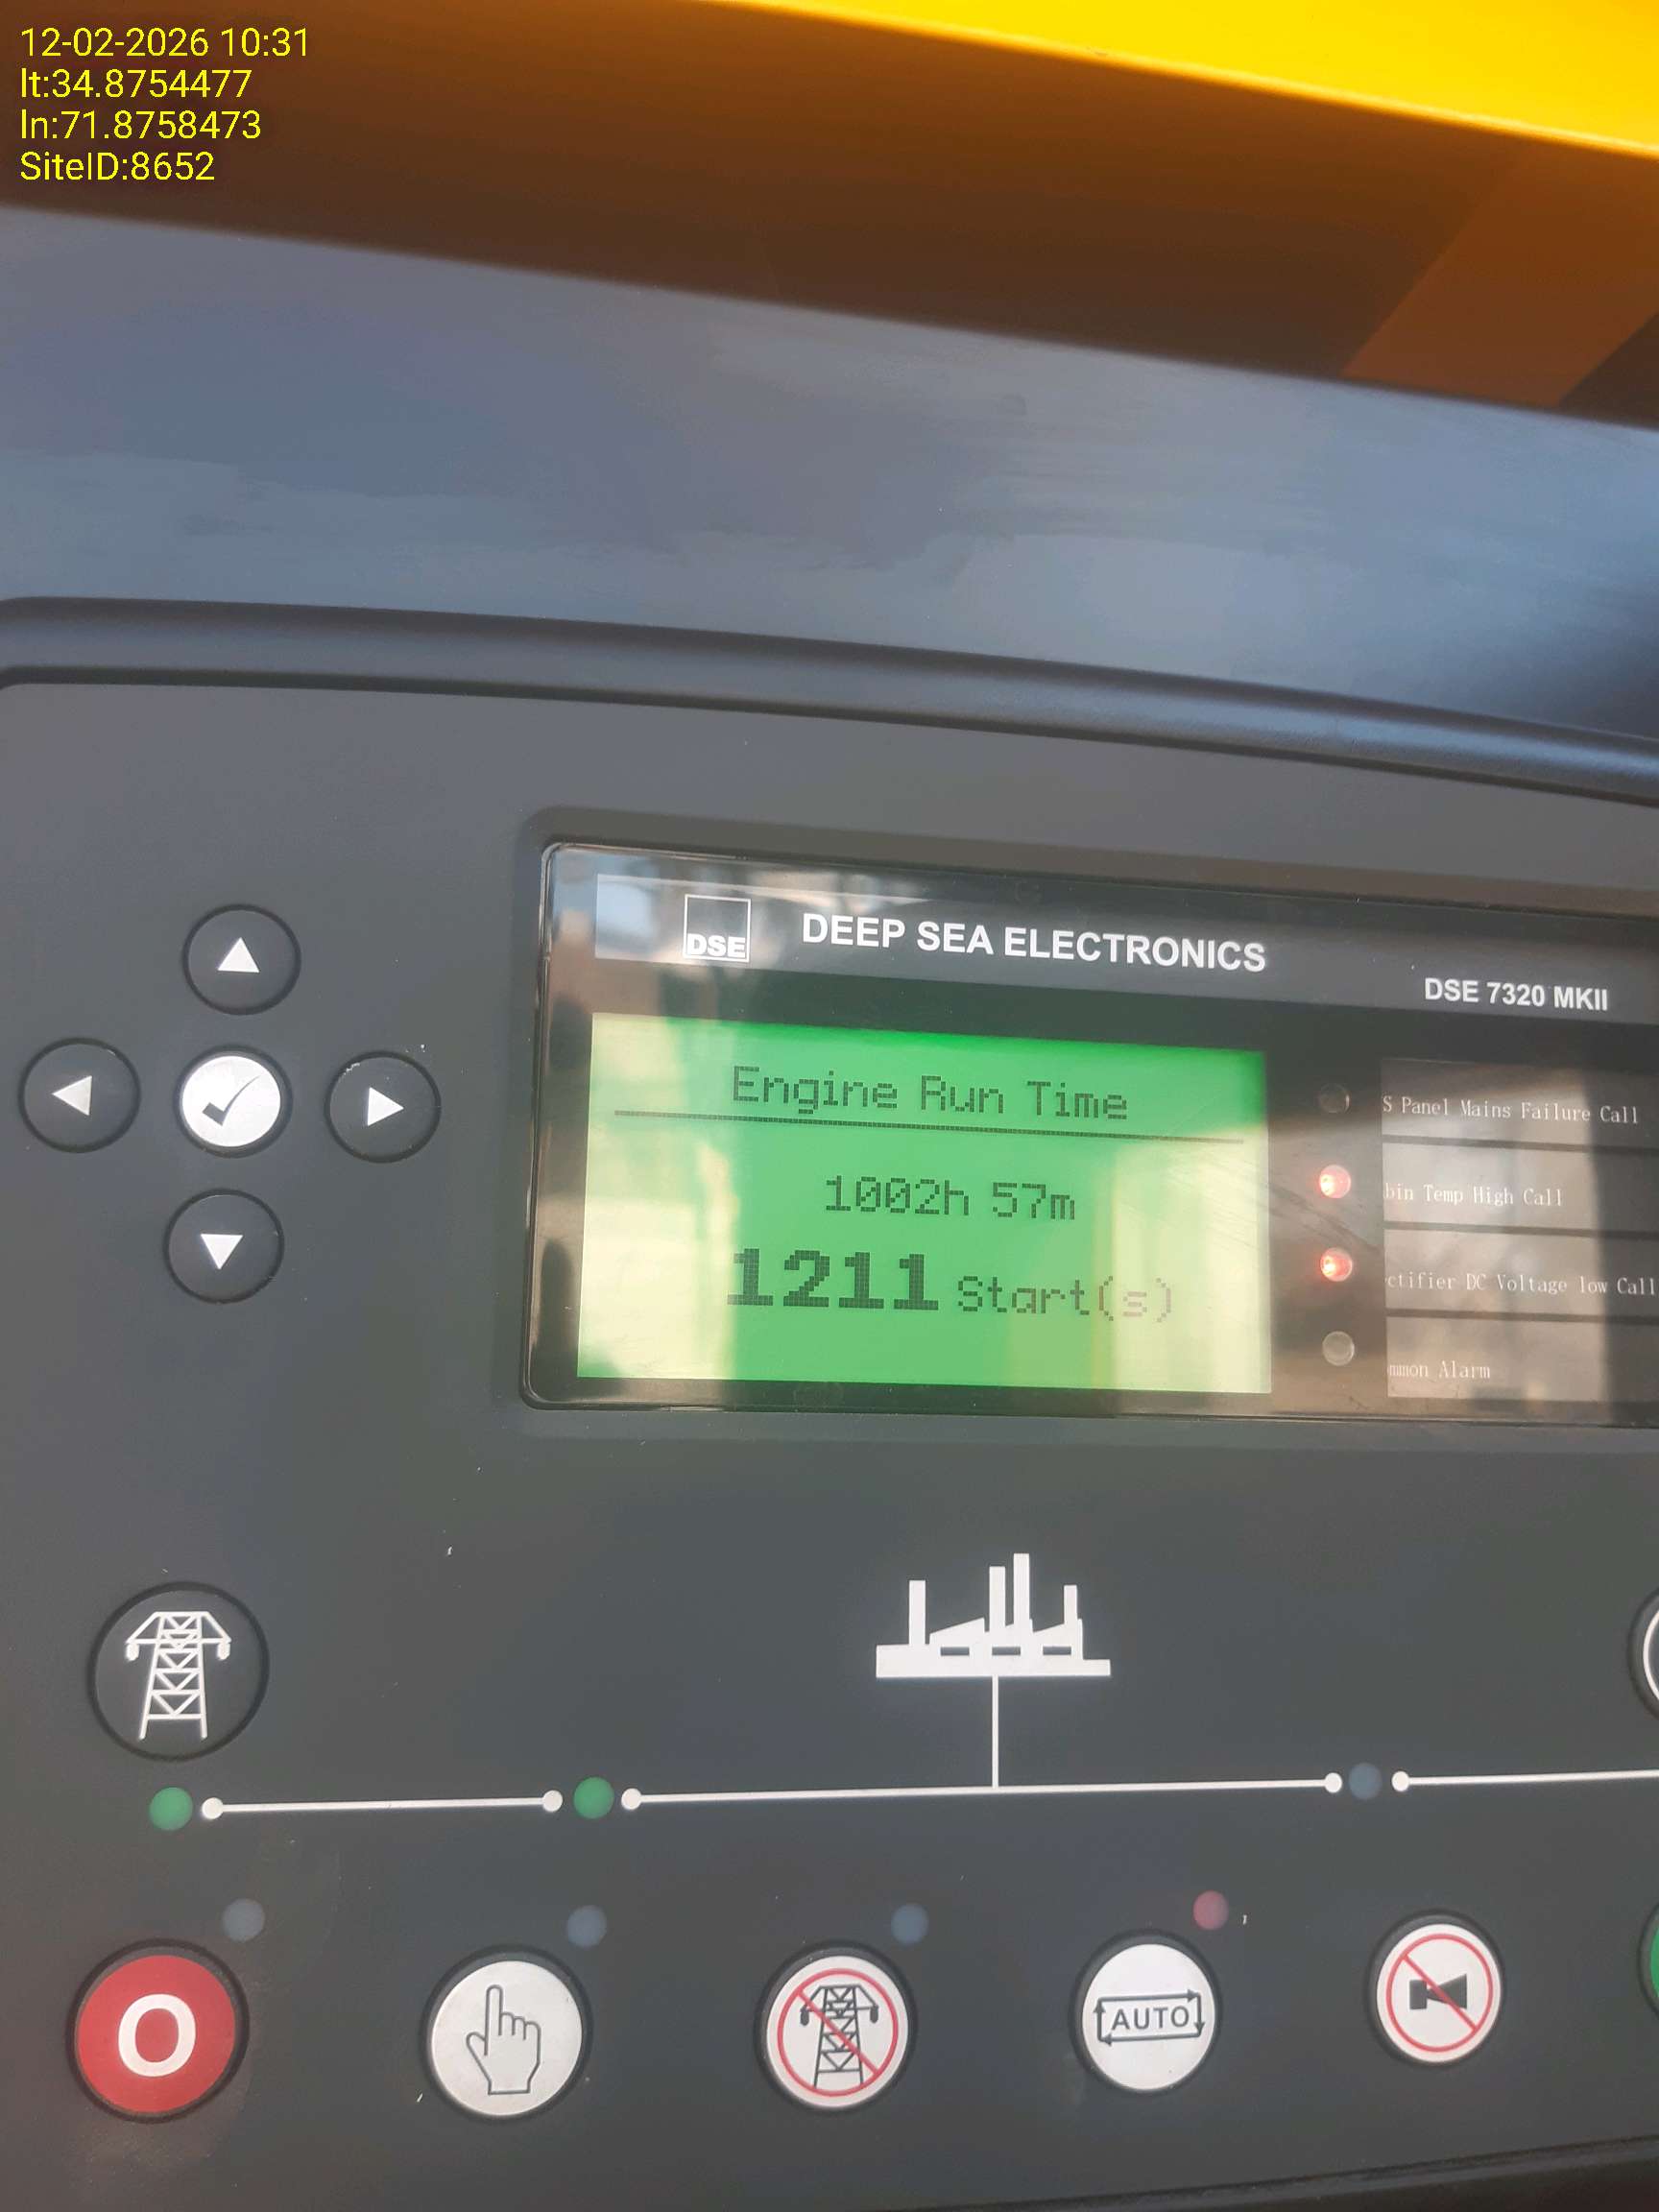 12-02-2026 10:31
lt:34.8754477
ln:71.8758473
SiteID:8652
DSE
DEEP SEA ELECTRONICS
DSE 7320 MKII
Engine Run Time
1002h 57m
1211 Start(s)
S Panel Mains Failure Call
bin Temp High Call
ctifier DC Voltage low Call
mmon Alarm
O
AUTO